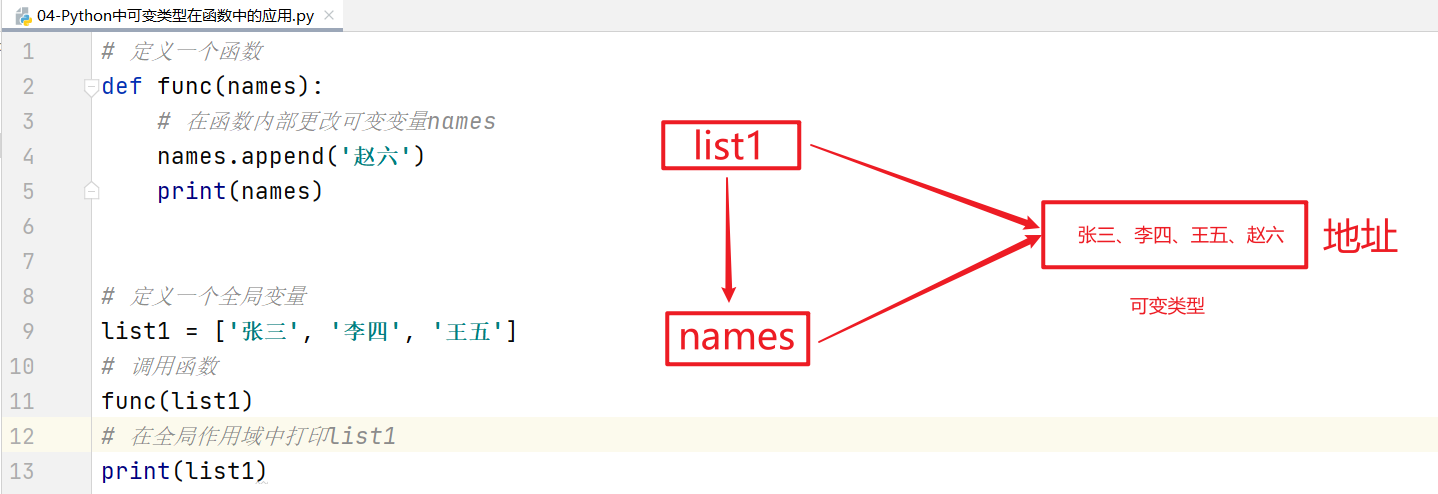 04-Python中可变类型在函数中的应用.py
1 # 定义一个函数
2 def func(names):
3 # 在函数内部更改可变变量names
4 names.append('赵六')
5 print(names)
6
7
8 # 定义一个全局变量
9 list1 = ['张三', '李四', '王五']
10 # 调用函数
11 func(list1)
12 # 在全局作用域中打印list1
13 print(list1)
list1
names
张三、李四、王五、赵六
地址
可变类型